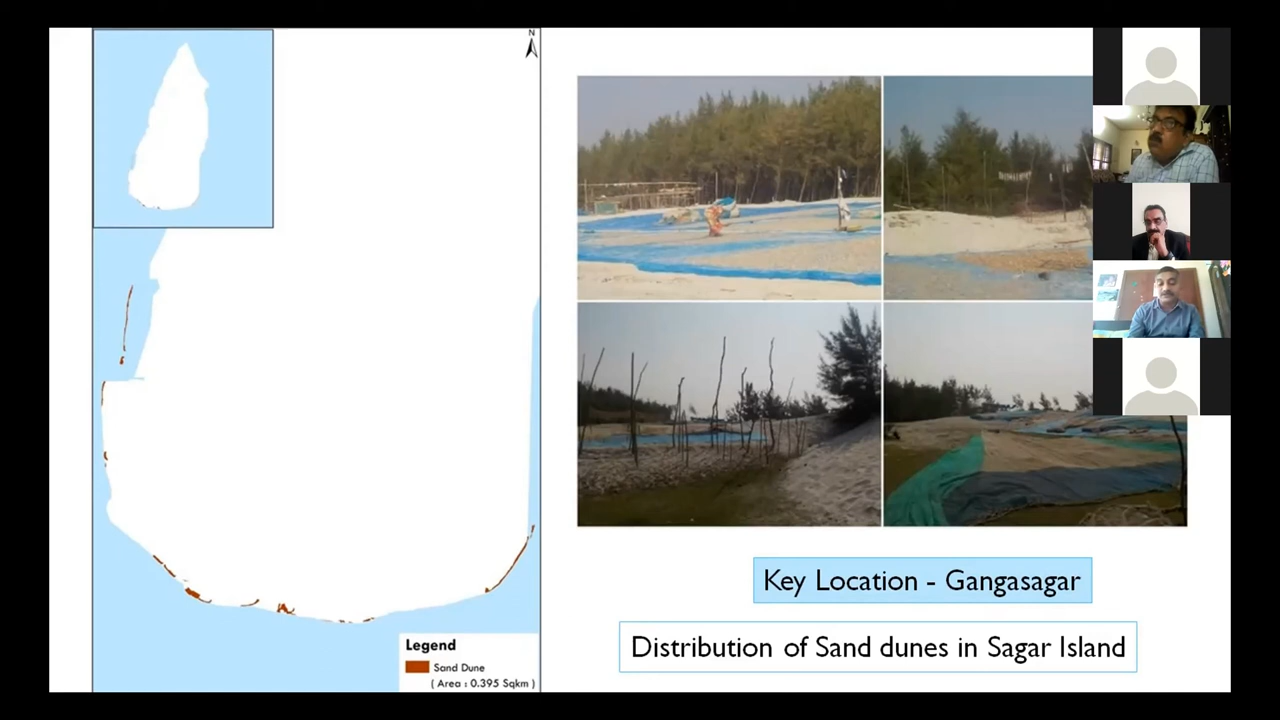 N
Legend
Sand Dune
( Area : 0.395 Sqkm )
Key Location - Gangasagar
Distribution of Sand dunes in Sagar Island